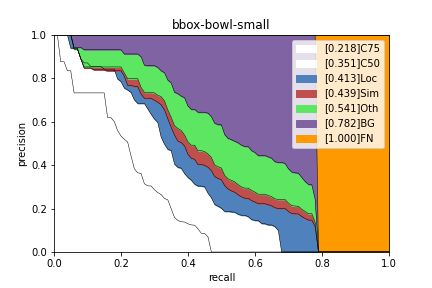 bbox-bowl-small
1.0
0.8
0.6
0.4
0.2
0.0
precision
[0.218]C75
[0.351]C50
[0.413]Loc
[0.439]Sim
[0.541]Oth
[0.782]BG
[1.000]FN
0.0 0.2 0.4 0.6 0.8 1.0
recall